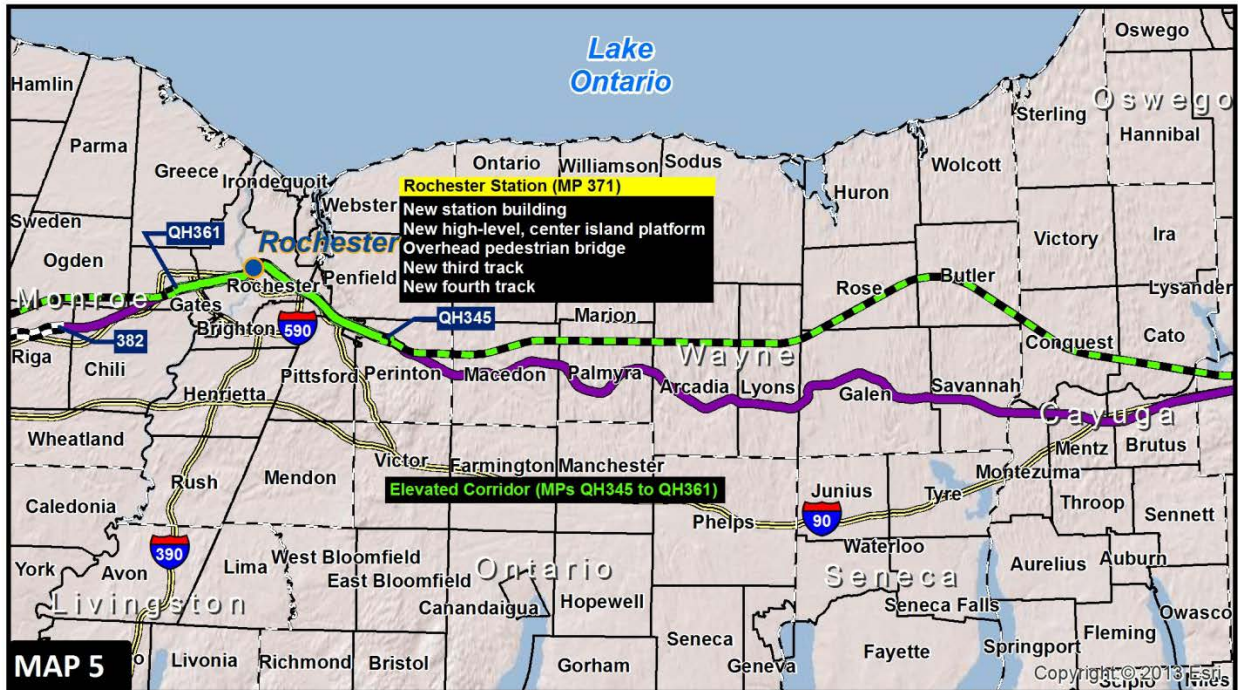 Oswego
Lake
Ontario
Hamlin
Sterling
Oswego
Hannibal
Parma
Greece
Irondequoit
Ontario
Williamson
Sodus
Wolcott
Huron
Webster
Rochester Station (MP 371)
New station building
New high-level, center island platform
Overhead pedestrian bridge
New third track
New fourth track
Sweden
QH361
Rochester
Ogden
Penfield
Victory
Ira
Monroe
Gates
Rochester
Rose
Butler
Lysander
Brighton
590
QH345
Marion
Wayne
Conquest
Cato
382
Riga
Chili
Pittsford
Perinton
Macedon
Palmyra
Arcadia
Lyons
Galen
Savannah
Henrietta
Cayuga
Wheatland
Mentz
Brutus
Victor
Farmington
Manchester
Montezuma
Rush
Mendon
Elevated Corridor (MPs QH345 to QH361)
Junius
Tyre
Throop
Caledonia
Phelps
90
Sennett
390
Waterloo
York
Avon
Lima
West Bloomfield
East Bloomfield
Ontario
Seneca
Aurelius
Auburn
Livingston
Canandaigua
Hopewell
Seneca Falls
Owasco
MAP 5
o
Livonia
Richmond
Bristol
Gorham
Seneca
Geneva
Fayette
Springport
Fleming
Copyright:© 2013 Esri
Scipio
Niles